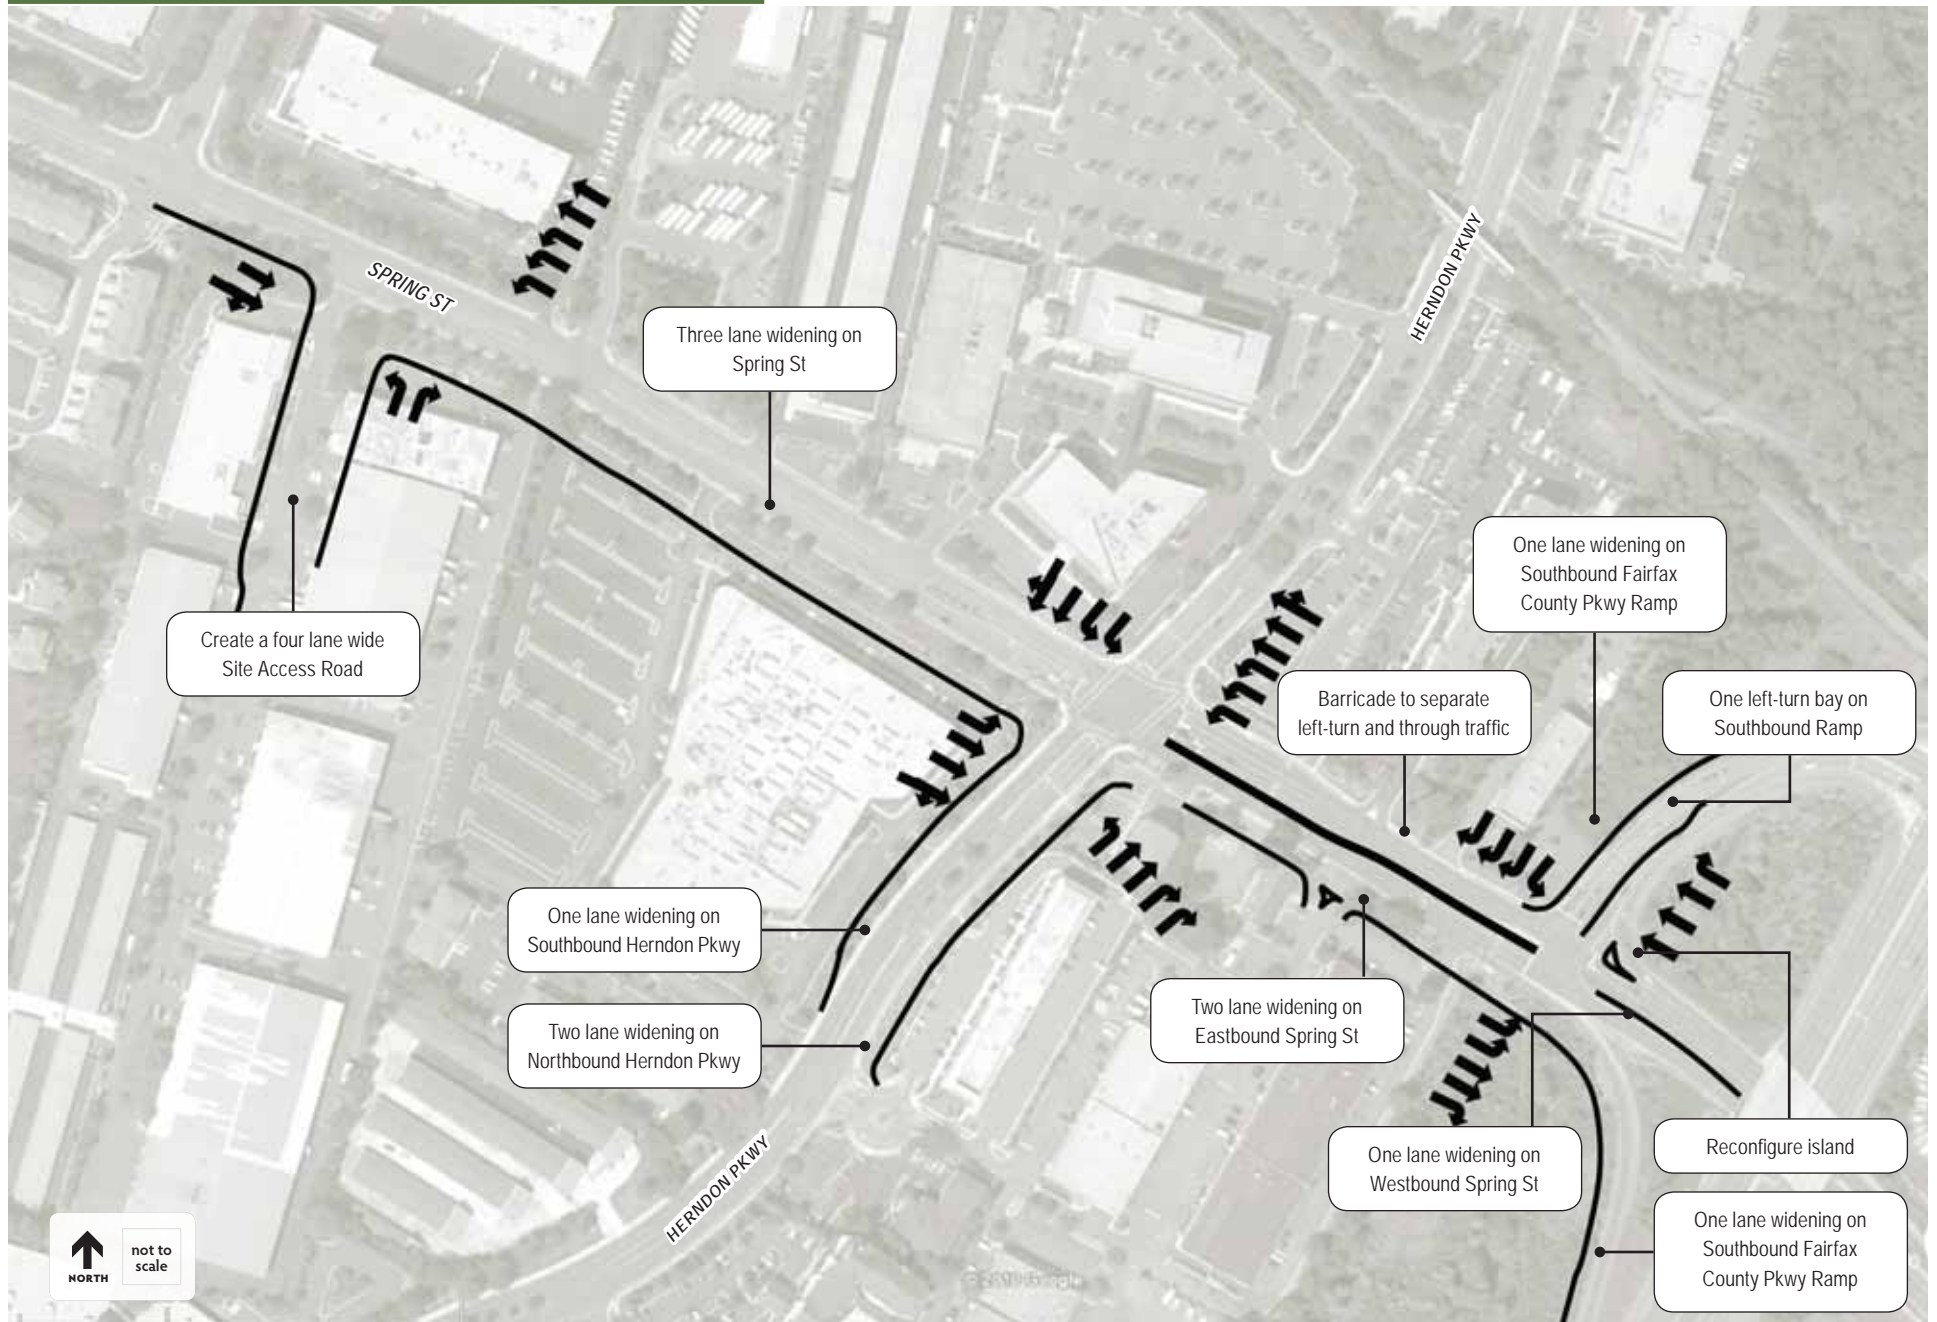 SPRING ST
HERNDON PKWY
Three lane widening on
Spring St
One lane widening on
Southbound Fairfax
County Pkwy Ramp
Create a four lane wide
Site Access Road
Barricade to separate
left-turn and through traffic
One left-turn bay on
Southbound Ramp
One lane widening on
Southbound Herndon Pkwy
Two lane widening on
Northbound Herndon Pkwy
Two lane widening on
Eastbound Spring St
One lane widening on
Westbound Spring St
Reconfigure island
One lane widening on
Southbound Fairfax
County Pkwy Ramp
HERNDON PKWY
NORTH
not to
scale